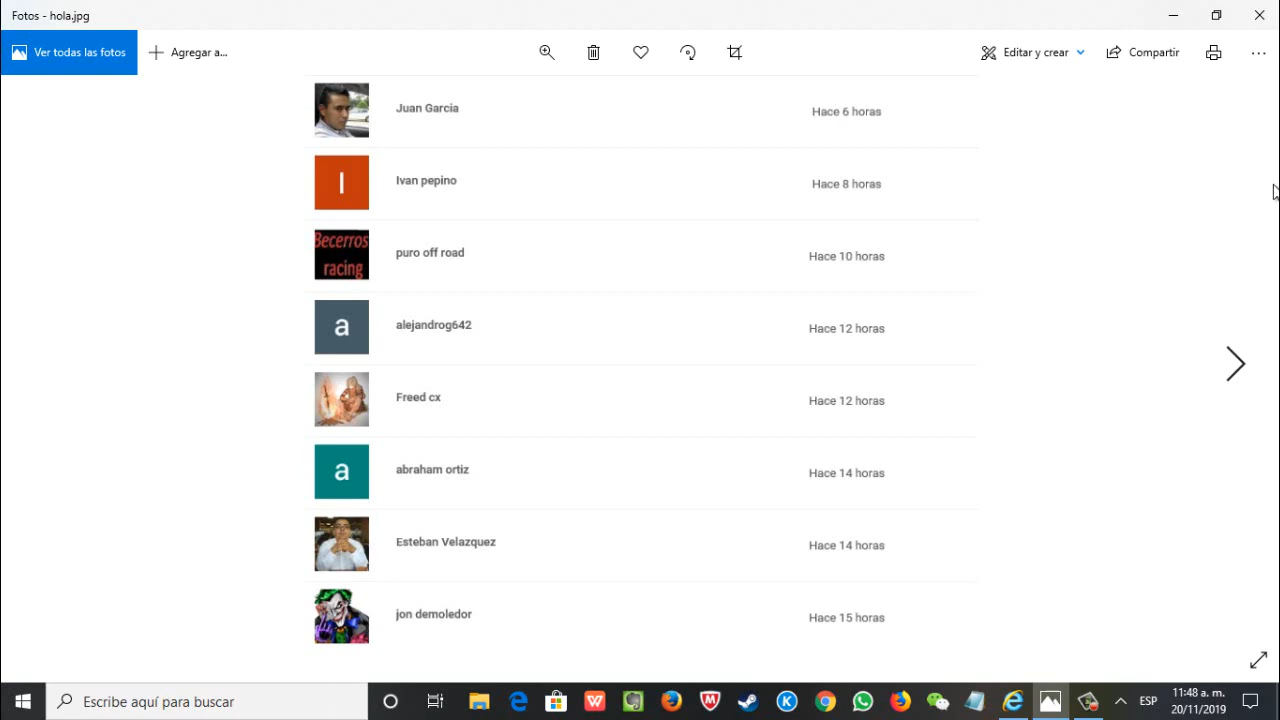 Fotos - hola.jpg
Ver todas las fotos
Agregar a...
Editar y crear
Compartir
Juan Garcia
Hace 6 horas
I
Ivan pepino
Hace 8 horas
Becerros
racing
puro off road
Hace 10 horas
a
alejandrog642
Hace 12 horas
Freed cx
Hace 12 horas
a
abraham ortiz
Hace 14 horas
Esteban Velazquez
Hace 14 horas
jon demoledor
Hace 15 horas
Escribe aquí para buscar
ESP
11:48 a. m.
20/11/2019